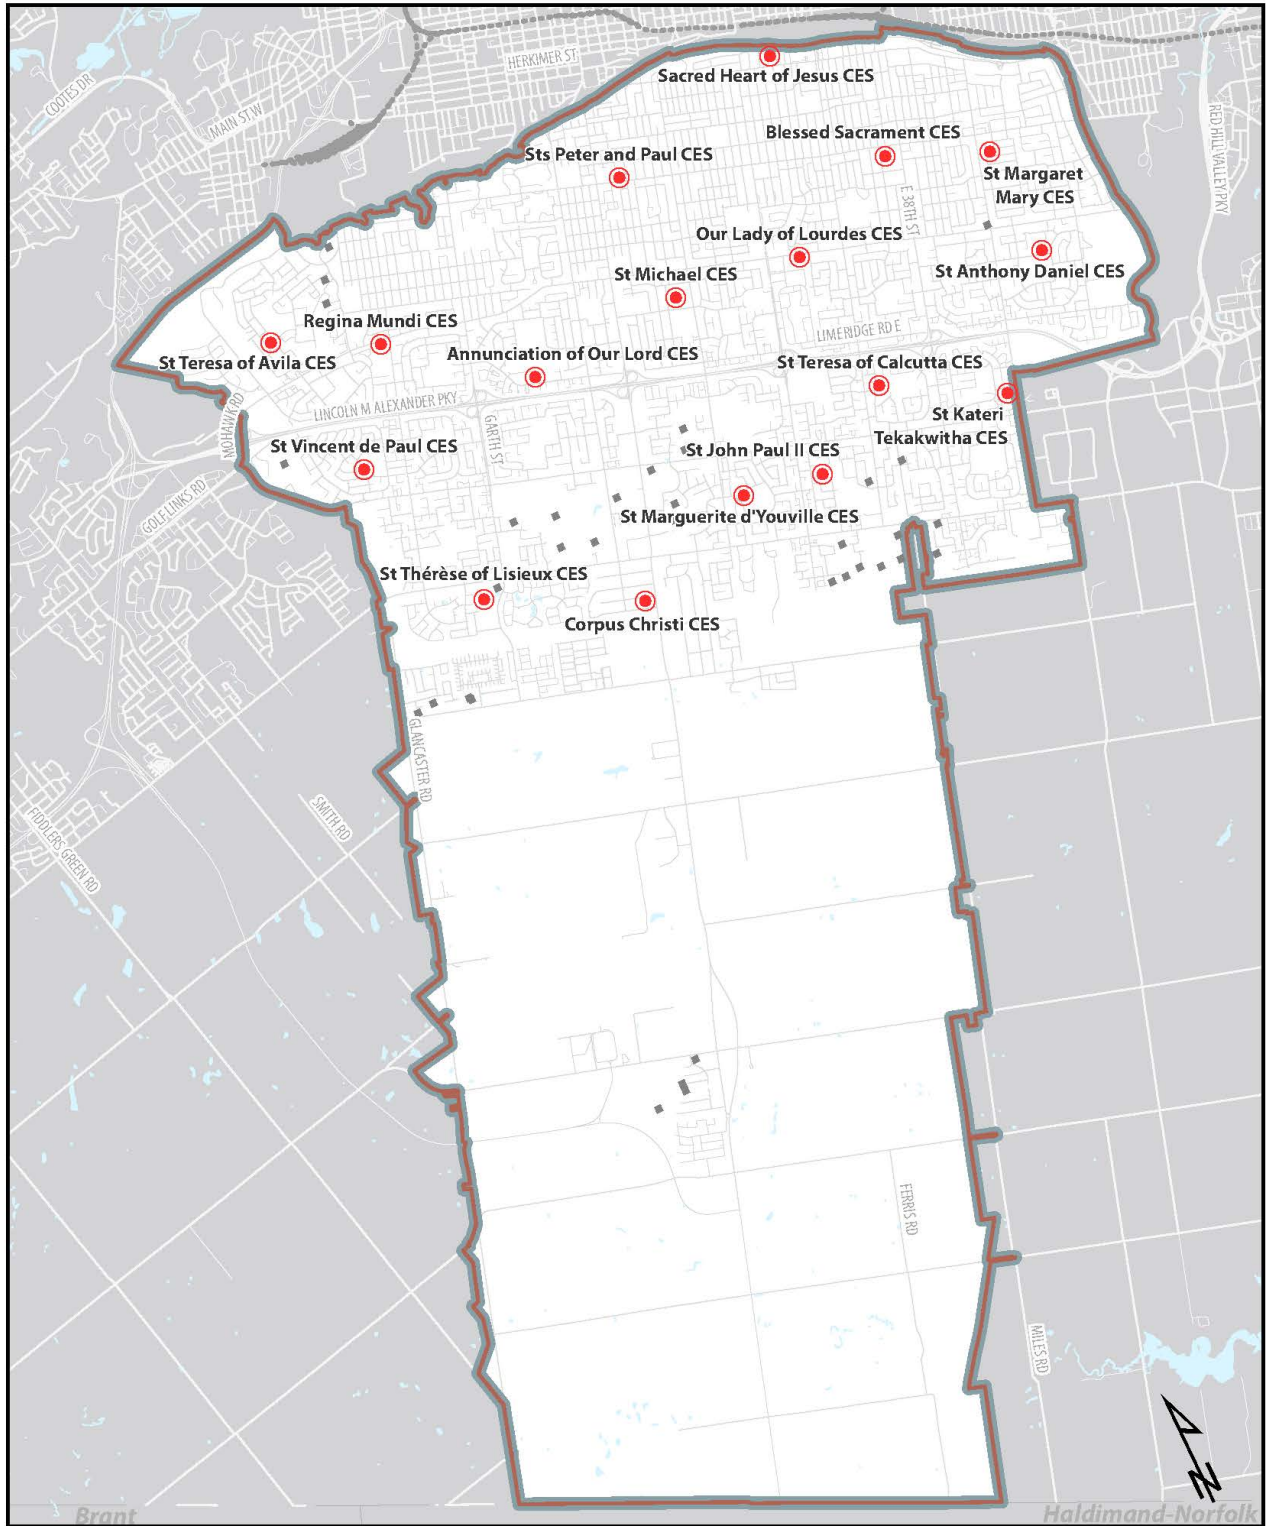 HERKIMER ST
COOTES DR
MAIN ST W
Sacred Heart of Jesus CES
RED HILL VALLEY PKY
Blessed Sacrament CES
Sts Peter and Paul CES
St Margaret
Mary CES
E 38TH ST
Our Lady of Lourdes CES
St Michael CES
St Anthony Daniel CES
Regina Mundi CES
LIMERIDGE RD E
St Teresa of Avila CES
Annunciation of Our Lord CES
St Teresa of Calcutta CES
LINCOLN M ALEXANDER PKY
MOHAWK RD
GARTH ST
St Kateri
Tekakwitha CES
St Vincent de Paul CES
St John Paul II CES
GOLF LINKS RD
St Marguerite d'Youville CES
St Thérèse of Lisieux CES
Corpus Christi CES
GLANCASTER RD
SMITH RD
FIDDLERS GREEN RD
FERRIS RD
MILES RD
N
Brant
Haldimand-Norfolk